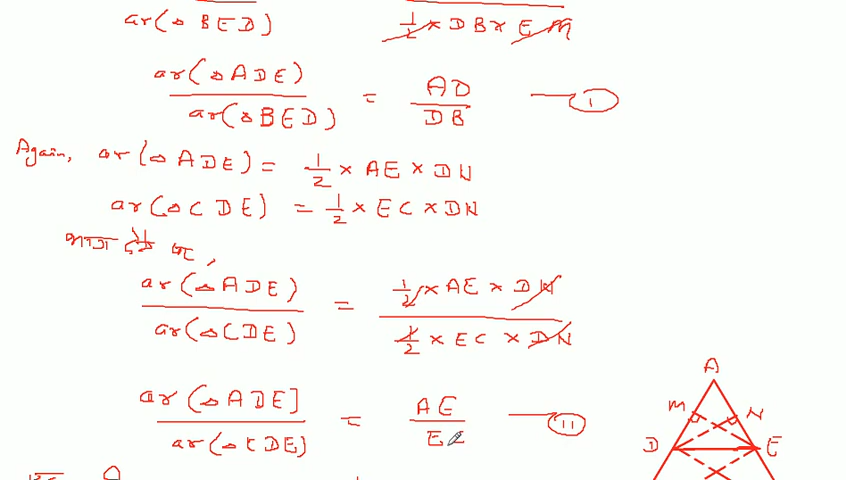 ar(△BED) 1/2 × DB × EM
ar(△ADE) / ar(△BED) = AD / DB — I
Again, ar(△ADE) = 1/2 × AE × DN
ar(△CDE) = 1/2 × EC × DN
भाग देने पर,
ar(△ADE) / ar(△CDE) = 1/2 × AE × DN / 1/2 × EC × DN
ar(△ADE] / ar(△CDE) = AE / EC — II
A
M N
D E